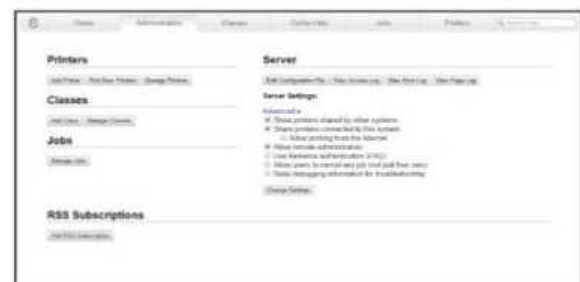 Home Administration Classes Online Help Jobs Printers
Printers
Add Printer Find New Printers Manage Printers
Classes
Add Class Manage Classes
Jobs
Manage Jobs
Server
Edit Configuration File View Access Log View Error Log View Page Log
Server Settings:
Advanced
Show printers shared by other systems
Share printers connected to this system
Allow printing from the Internet
Allow remote administration
Use Kerberos authentication (FAQ)
Allow users to cancel any job (not just their own)
Save debugging information for troubleshooting
Change Settings
RSS Subscriptions
Add RSS Subscription